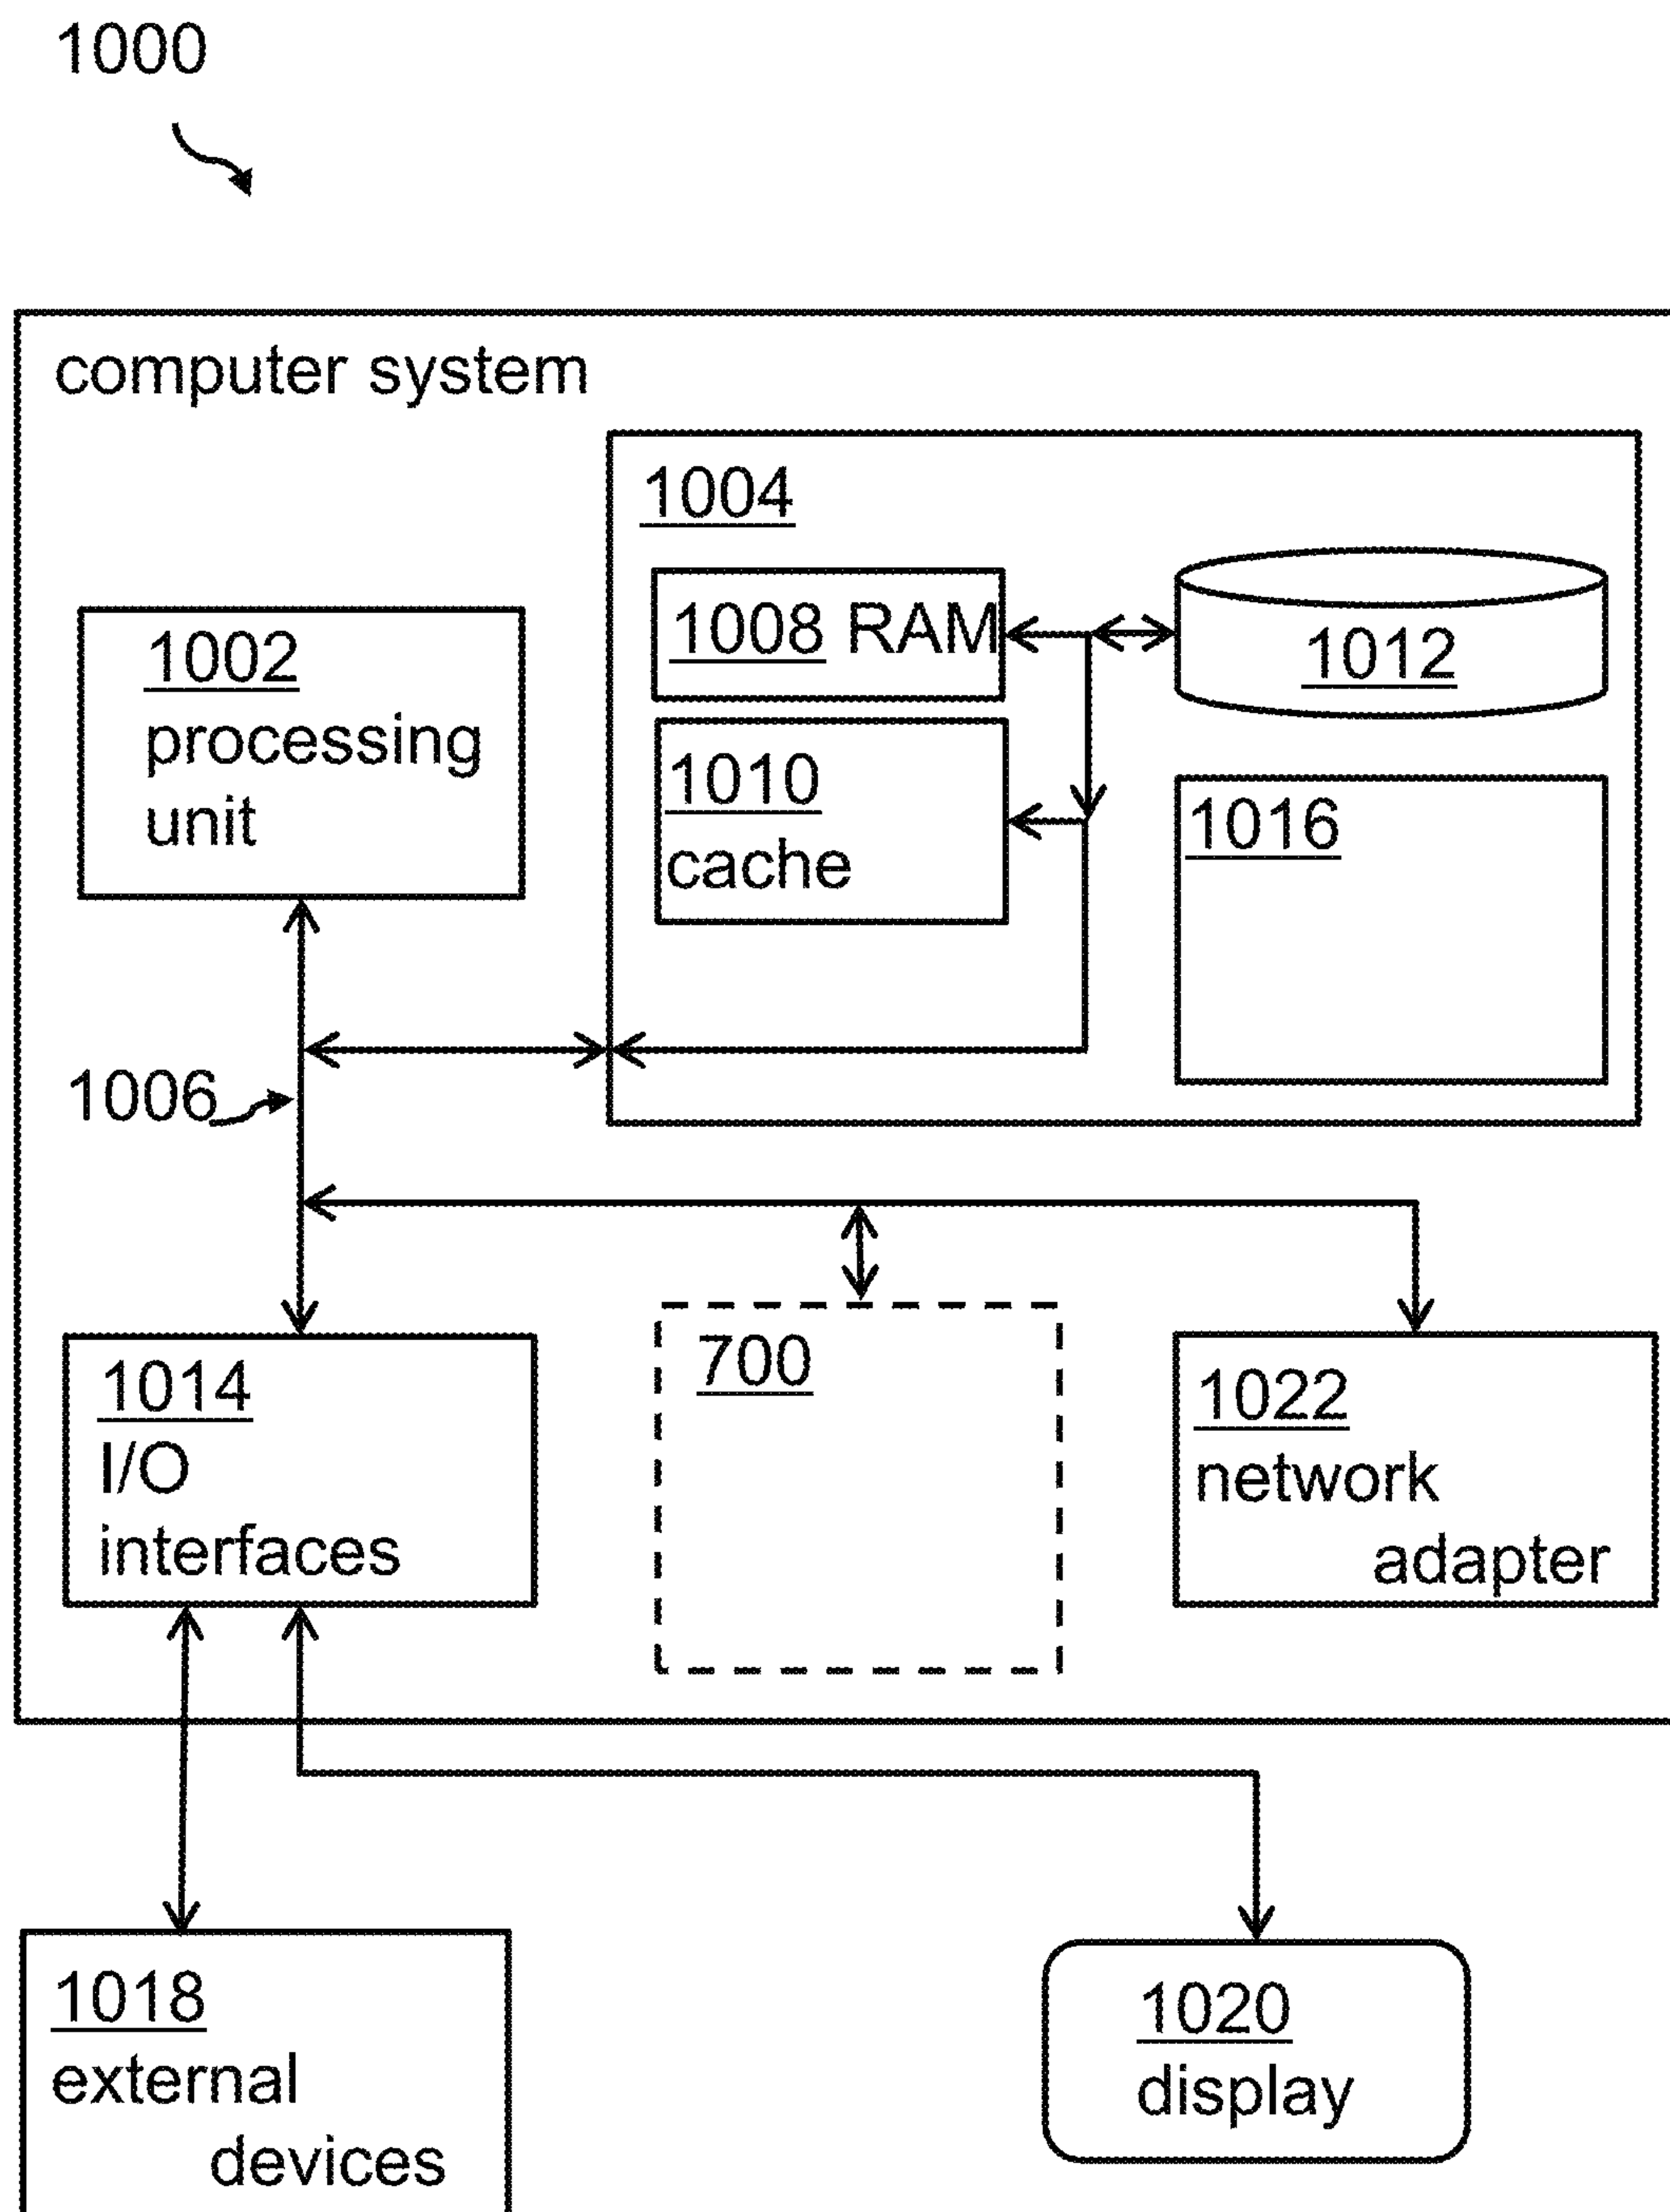 1000
computer system
1004
1008 RAM
1012
1002
processing
unit
1010
cache
1016
1006
1014
I/O
interfaces
700
1022
network
adapter
1018
external
devices
1020
display